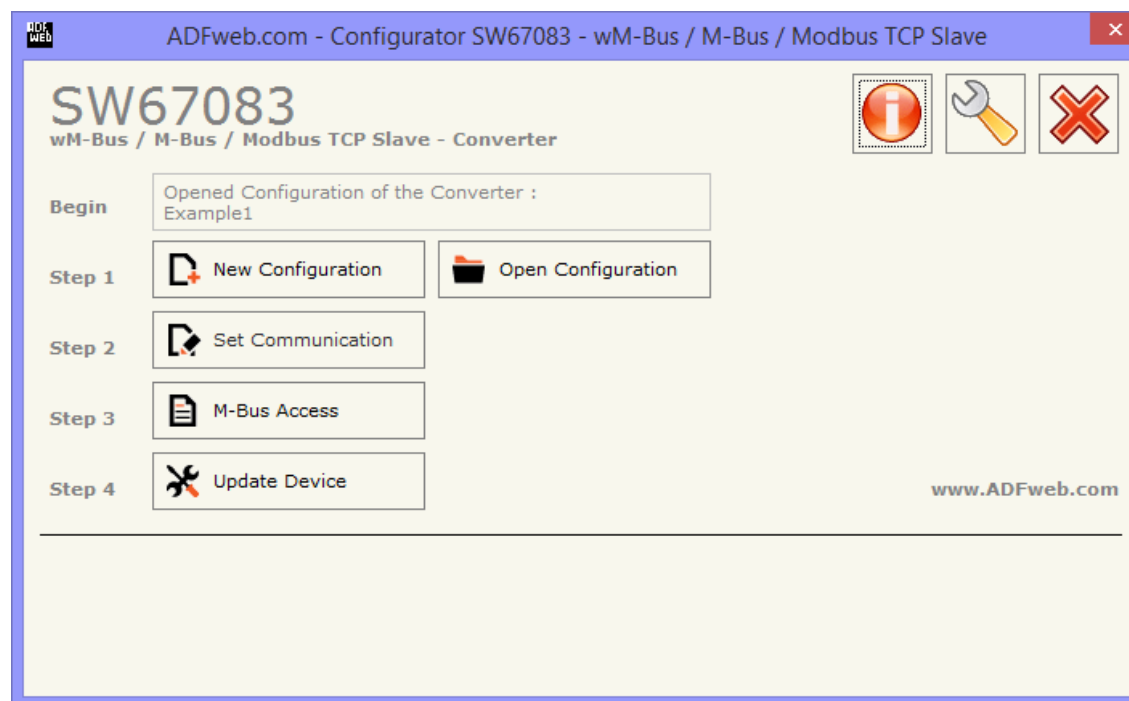 ADF
WEB
ADFweb.com - Configurator SW67083 - wM-Bus / M-Bus / Modbus TCP Slave
SW67083
wM-Bus / M-Bus / Modbus TCP Slave - Converter
Begin
Opened Configuration of the Converter :
Example1
Step 1
New Configuration
Open Configuration
Step 2
Set Communication
Step 3
M-Bus Access
Step 4
Update Device
www.ADFweb.com